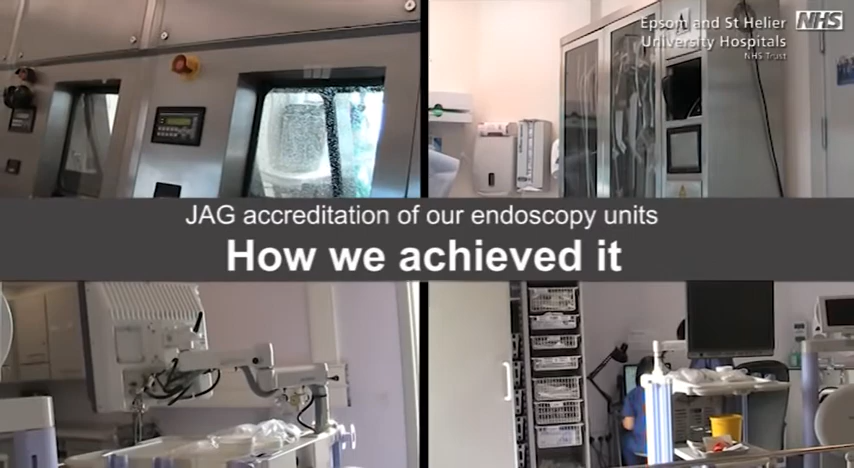 Epsom and St Helier
NHS
University Hospitals
NHS Trust
JAG accreditation of our endoscopy units
How we achieved it